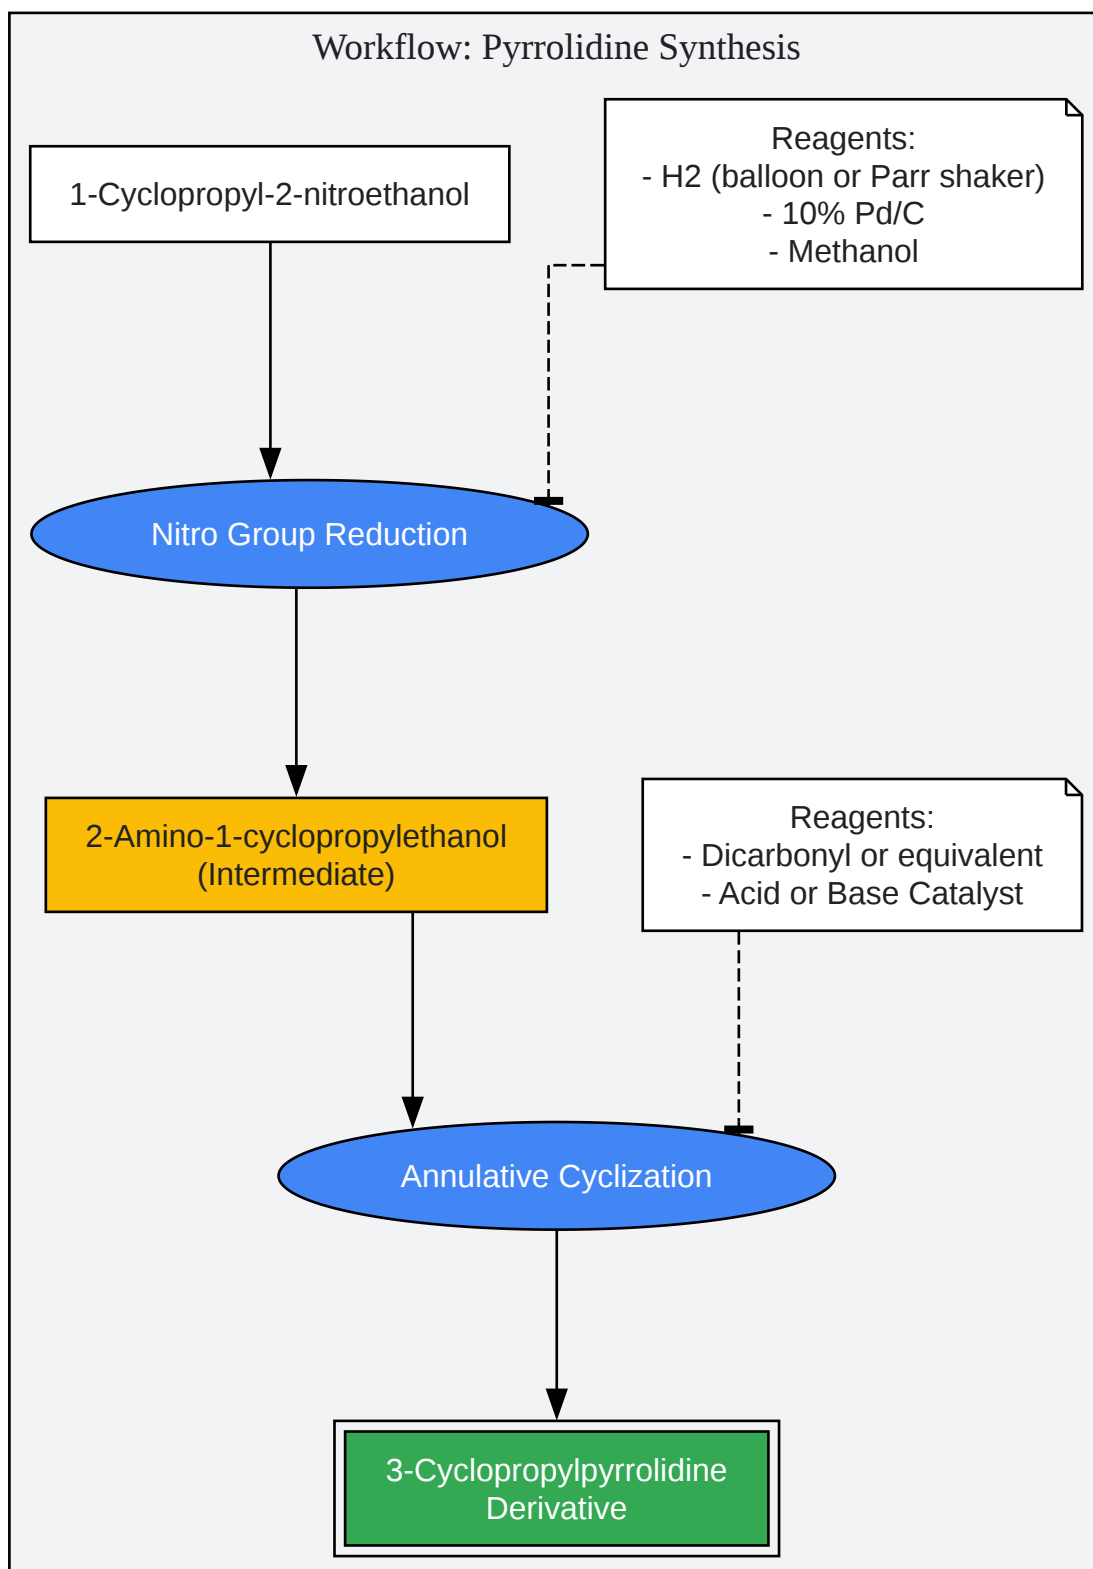 Workflow: Pyrrolidine Synthesis
1-Cyclopropyl-2-nitroethanol
Reagents:
- H2 (balloon or Parr shaker)
- 10% Pd/C
- Methanol
Nitro Group Reduction
2-Amino-1-cyclopropylethanol
(Intermediate)
Reagents:
- Dicarbonyl or equivalent
- Acid or Base Catalyst
Annulative Cyclization
3-Cyclopropylpyrrolidine
Derivative